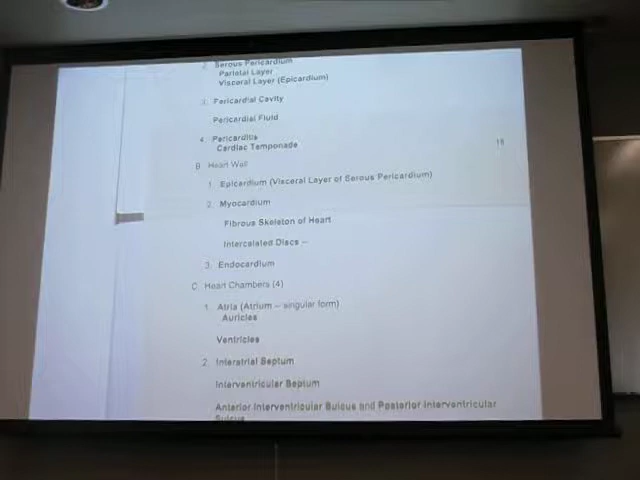 2. Serous Pericardium
Parietal Layer
Visceral Layer (Epicardium)
3. Pericardial Cavity
Pericardial Fluid
4. Pericarditis
Cardiac Temponade
B. Heart Wall
1. Epicardium (Visceral Layer of Serous Pericardium)
2. Myocardium
Fibrous Skeleton of Heart
Intercalated Discs –
3. Endocardium
C. Heart Chambers (4)
1. Atria (Atrium – singular form)
Auricles
Ventricles
2. Interatrial Septum
Interventricular Septum
Anterior Interventricular Sulcus and Posterior Interventricular
Sulcus